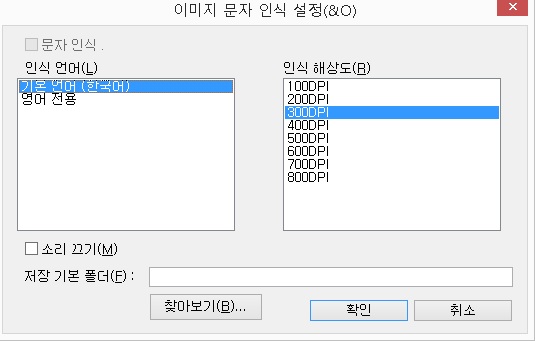 이미지 문자 인식 설정(&O)
문자 인식 .
인식 언어(L)
기본 언어 (한국어)
영어 전용
인식 해상도(R)
100DPI
200DPI
300DPI
400DPI
500DPI
600DPI
700DPI
800DPI
소리 끄기(M)
저장 기본 폴더(F) :
찾아보기(B)...
확인
취소